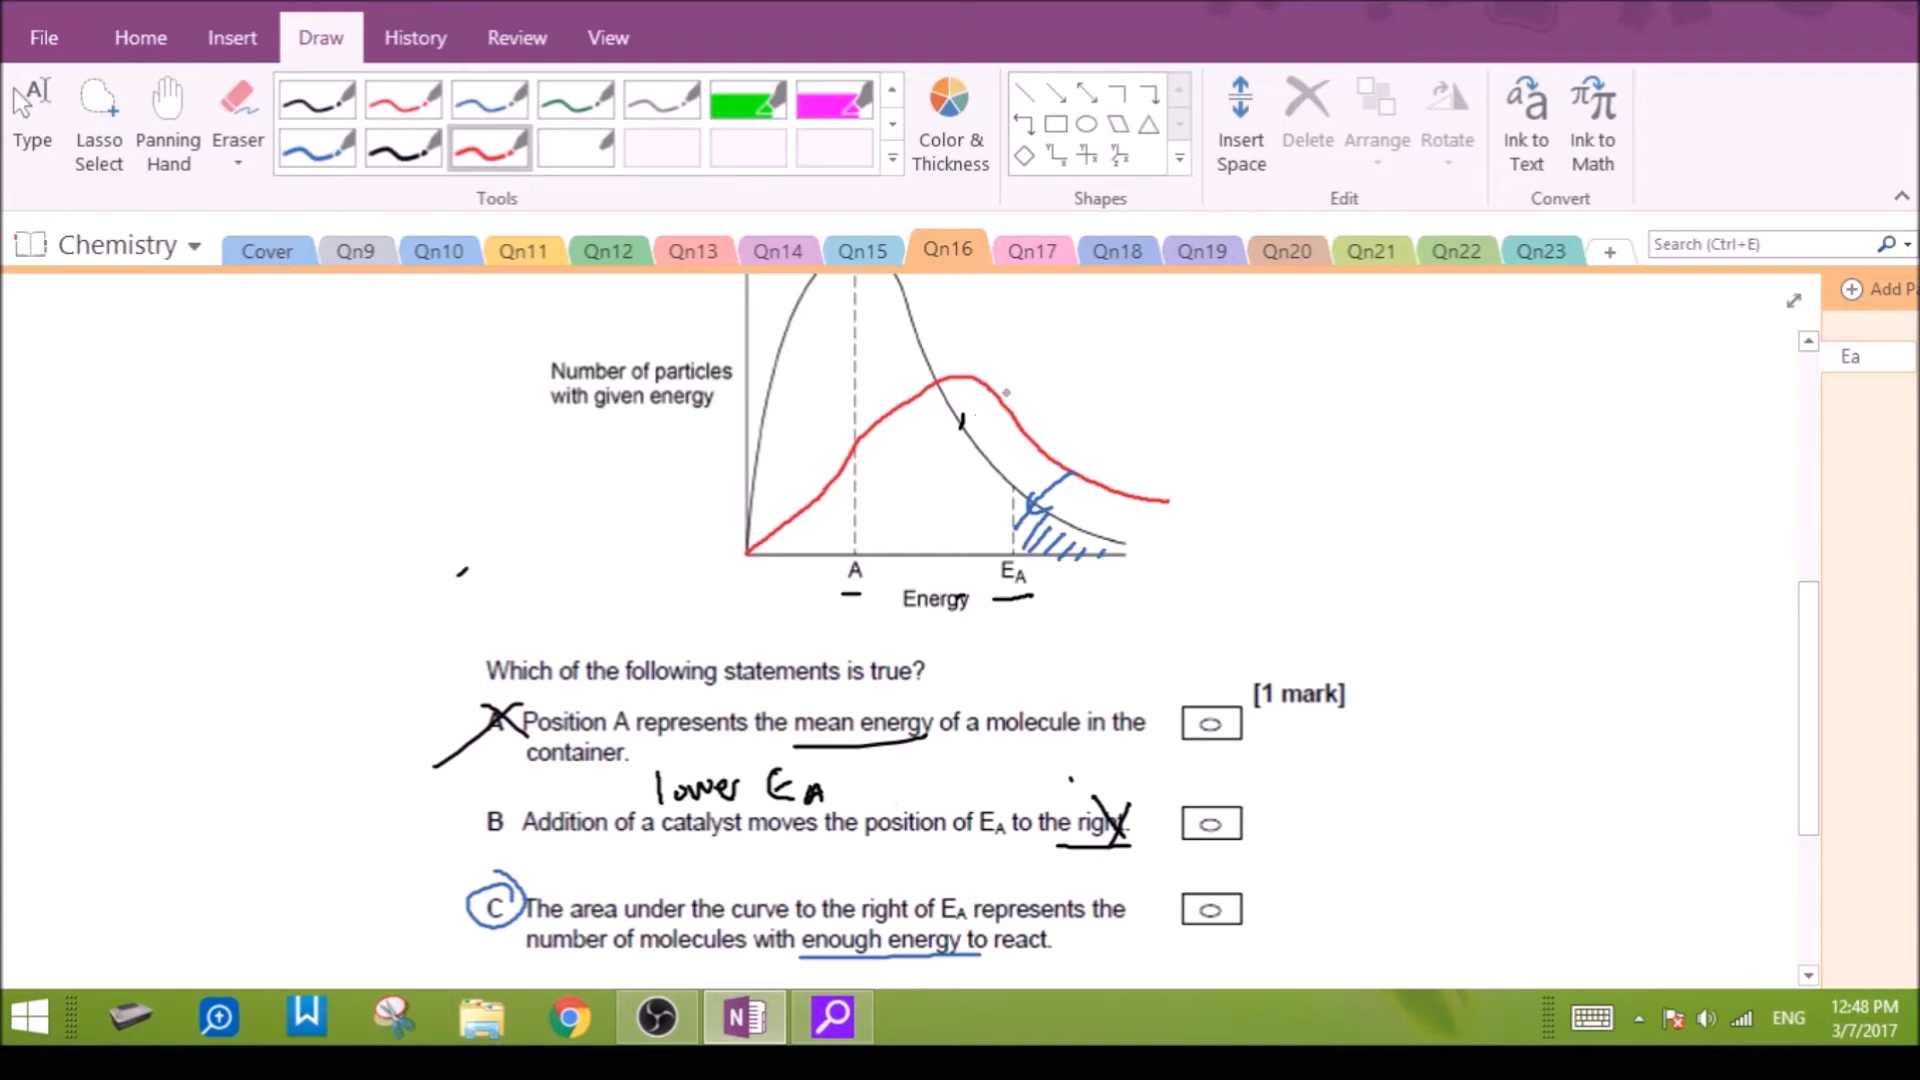 File Home Insert Draw History Review View
Type
Lasso Select
Panning Hand
Eraser
Color & Thickness
Insert Space
Delete
Arrange
Rotate
Ink to Text
Ink to Math
Tools
Shapes
Edit
Convert
Chemistry
Cover Qn9 Qn10 Qn11 Qn12 Qn13 Qn14 Qn15 Qn16 Qn17 Qn18 Qn19 Qn20 Qn21 Qn22 Qn23
Search (Ctrl+E)
Add Pa
Ea
Number of particles
with given energy
A
EA
Energy
Which of the following statements is true?
[1 mark]
A Position A represents the mean energy of a molecule in the
container.
lower EA
B Addition of a catalyst moves the position of EA to the right.
C The area under the curve to the right of EA represents the
number of molecules with enough energy to react.
ENG
12:48 PM
3/7/2017